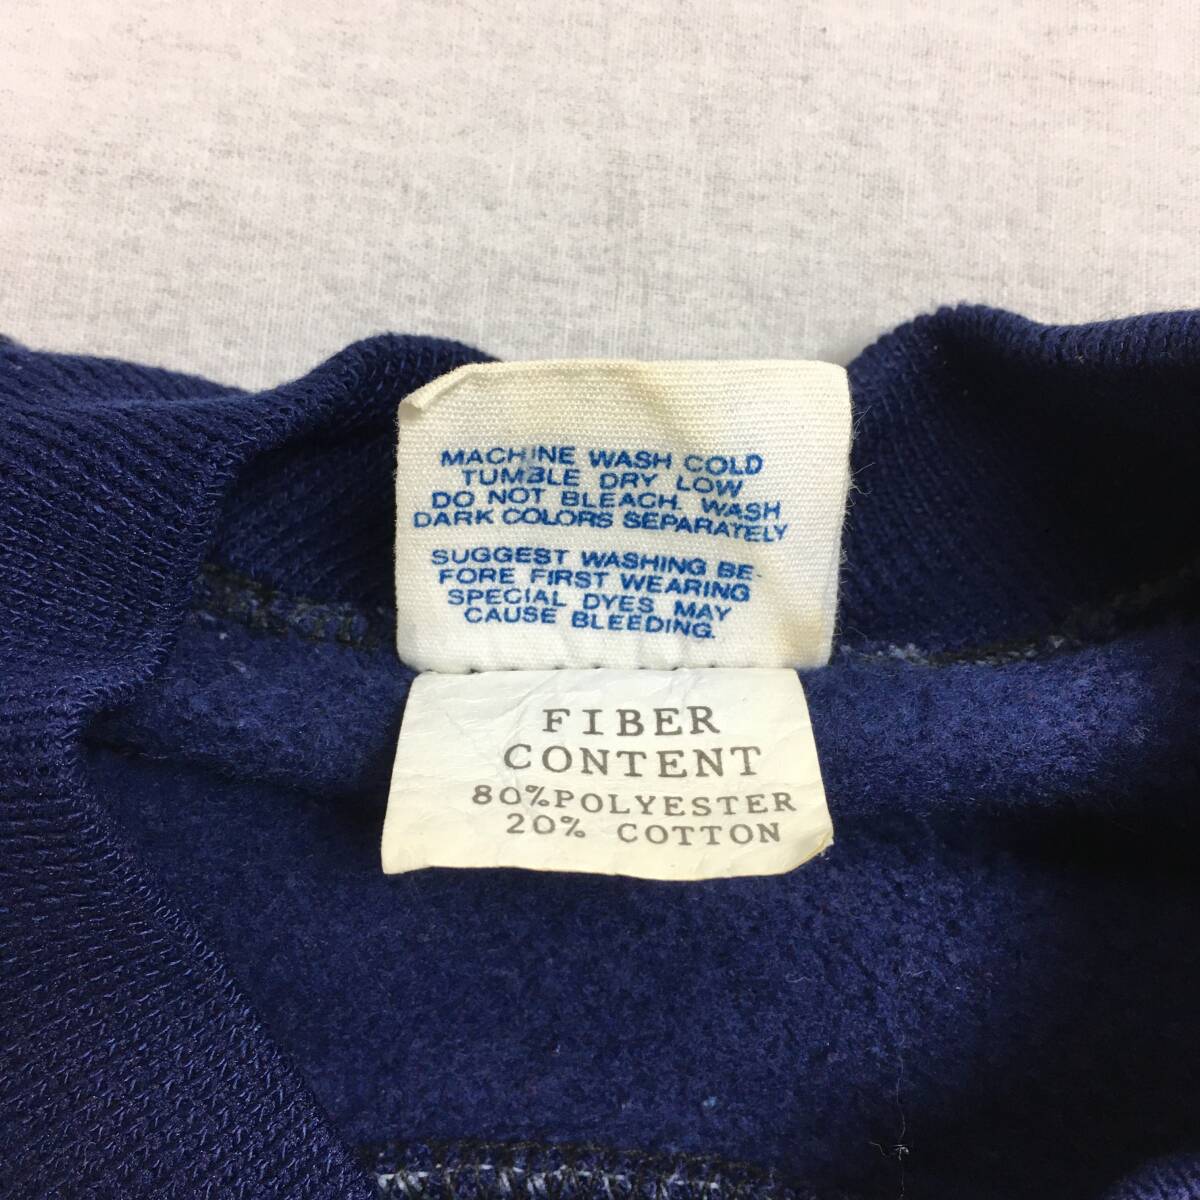 MACHINE WASH COLD
TUMBLE DRY LOW
DO NOT BLEACH. WASH
DARK COLORS SEPARATELY
SUGGEST WASHING BE-
FORE FIRST WEARING
SPECIAL DYES MAY
CAUSE BLEEDING.
FIBER
CONTENT
80%POLYESTER
20% COTTON